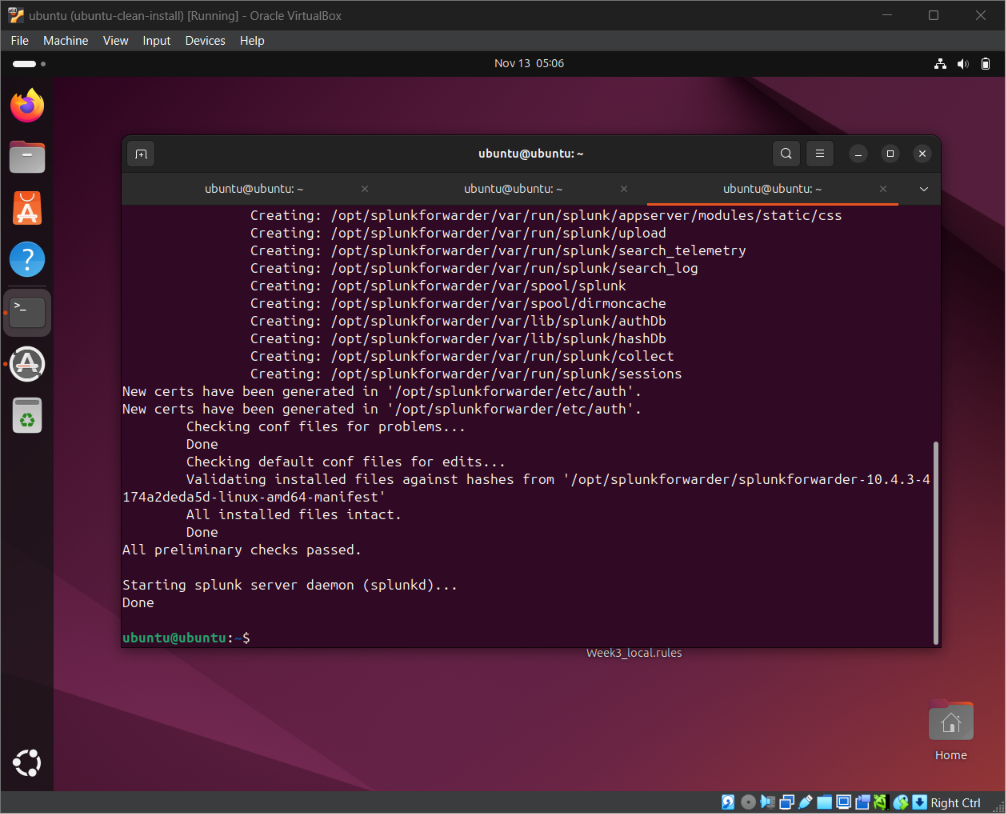 ubuntu (ubuntu-clean-install) [Running] - Oracle VirtualBox
File Machine View Input Devices Help
Nov 13 05:06
ubuntu@ubuntu: ~
ubuntu@ubuntu: ~ ubuntu@ubuntu: ~ ubuntu@ubuntu: ~
Creating: /opt/splunkforwarder/var/run/splunk/appserver/modules/static/css
Creating: /opt/splunkforwarder/var/run/splunk/upload
Creating: /opt/splunkforwarder/var/run/splunk/search_telemetry
Creating: /opt/splunkforwarder/var/run/splunk/search_log
Creating: /opt/splunkforwarder/var/spool/splunk
Creating: /opt/splunkforwarder/var/spool/dirmoncache
Creating: /opt/splunkforwarder/var/lib/splunk/authDb
Creating: /opt/splunkforwarder/var/lib/splunk/hashDb
Creating: /opt/splunkforwarder/var/run/splunk/collect
Creating: /opt/splunkforwarder/var/run/splunk/sessions
New certs have been generated in '/opt/splunkforwarder/etc/auth'.
New certs have been generated in '/opt/splunkforwarder/etc/auth'.
Checking conf files for problems...
Done
Checking default conf files for edits...
Validating installed files against hashes from '/opt/splunkforwarder/splunkforwarder-10.4.3-4
174a2deda5d-linux-amd64-manifest'
All installed files intact.
Done
All preliminary checks passed.
Starting splunk server daemon (splunkd)...
Done
ubuntu@ubuntu:~$
Week3_local.rules
Home
Right Ctrl